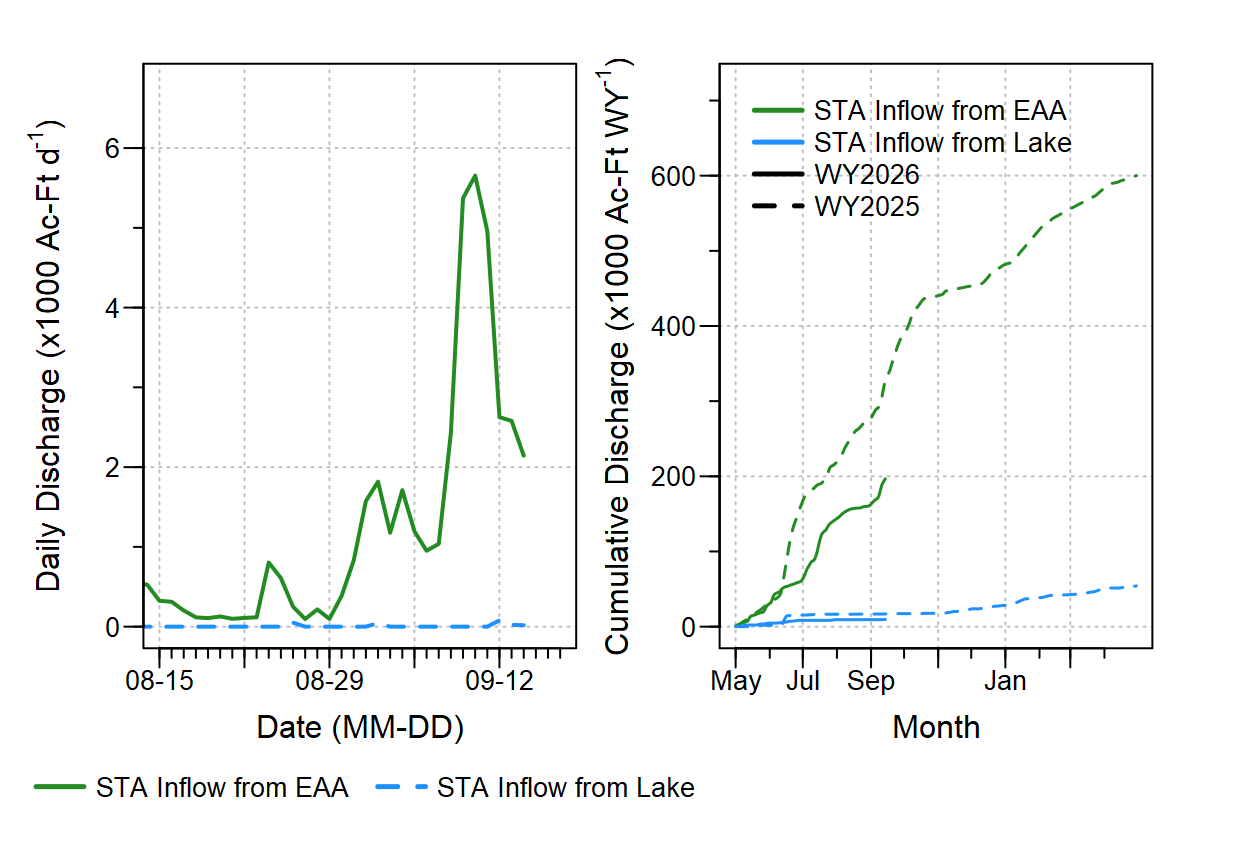 Daily Discharge (x1000 Ac-Ft d-1)
6
4
2
0
08-15 08-29 09-12
Date (MM-DD)
Cumulative Discharge (x1000 Ac-Ft WY-1)
600
400
200
0
STA Inflow from EAA
STA Inflow from Lake
WY2026
WY2025
May Jul Sep Jan
Month
STA Inflow from EAA STA Inflow from Lake